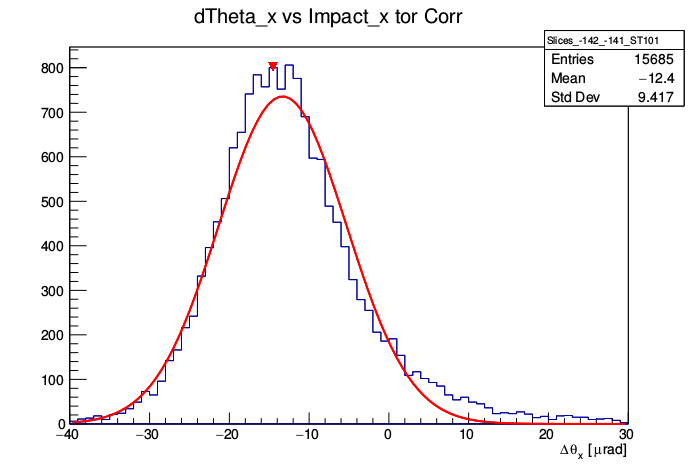 dTheta_x vs Impact_x tor Corr
Slices_-142_-141_ST101
Entries 15685
Mean −12.4
Std Dev 9.417
800
700
600
500
400
300
200
100
0
−40 −30 −20 −10 0 10 20 30
Δθx [μrad]